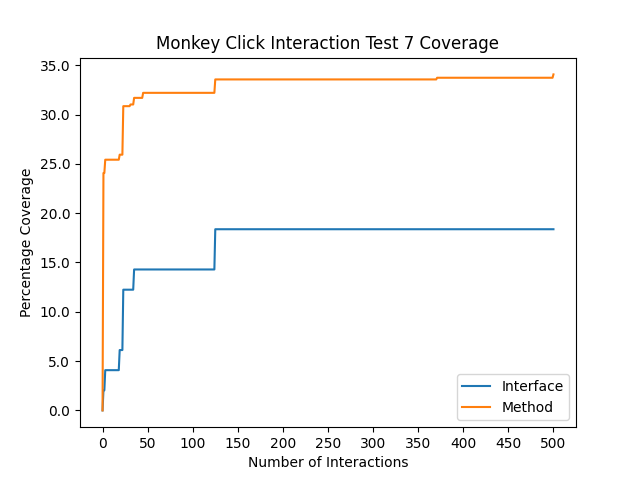 Monkey Click Interaction Test 7 Coverage
35.0
30.0
25.0
20.0
15.0
10.0
5.0
0.0
Percentage Coverage
Interface
Method
0 50 100 150 200 250 300 350 400 450 500
Number of Interactions